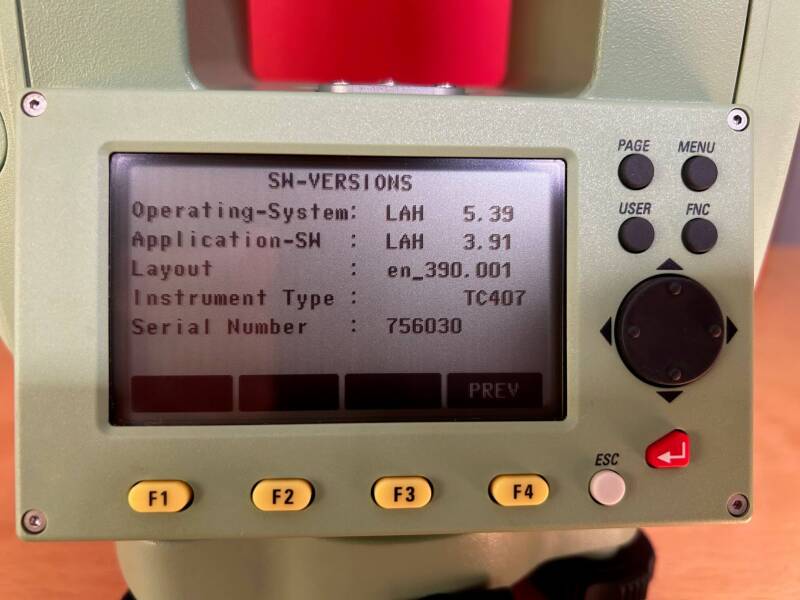 SW-VERSIONS
Operating-System: LAH 5.39
Application-SW : LAH 3.91
Layout : en_390.001
Instrument Type : TC407
Serial Number : 756030
PREV
PAGE MENU
USER FNC
ESC
F1 F2 F3 F4